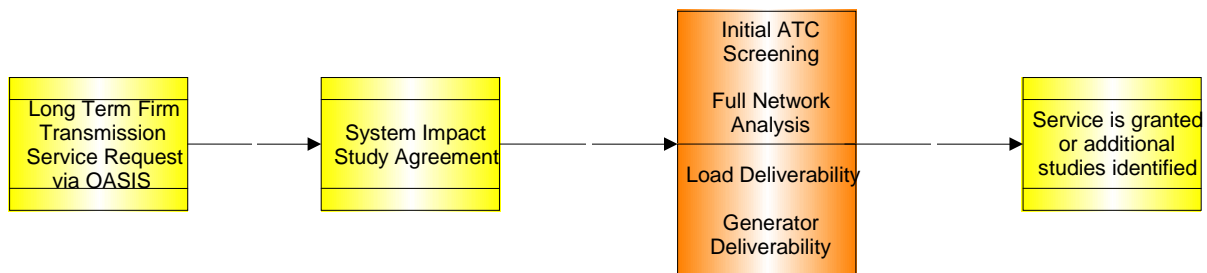 Long Term Firm
Transmission
Service Request
via OASIS
System Impact
Study Agreement
Initial ATC
Screening
Full Network
Analysis
Load Deliverability
Generator
Deliverability
Service is granted
or additional
studies identified